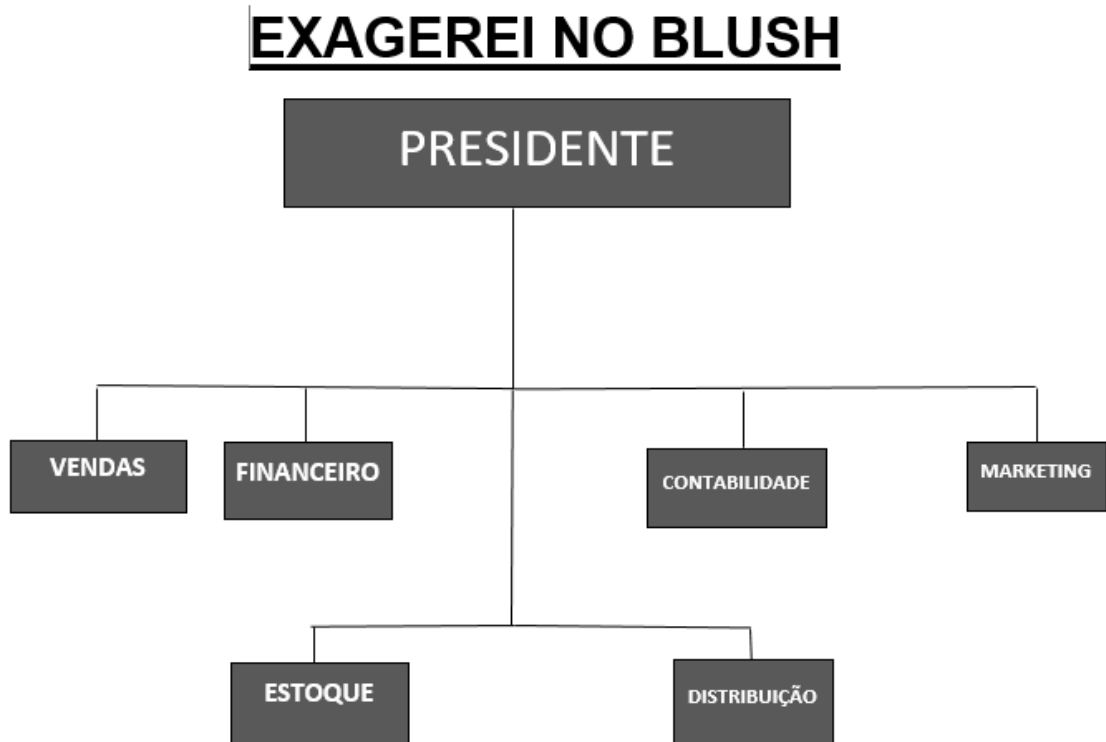 EXAGEREI NO BLUSH
PRESIDENTE
VENDAS
FINANCEIRO
CONTABILIDADE
MARKETING
ESTOQUE
DISTRIBUIÇÃO